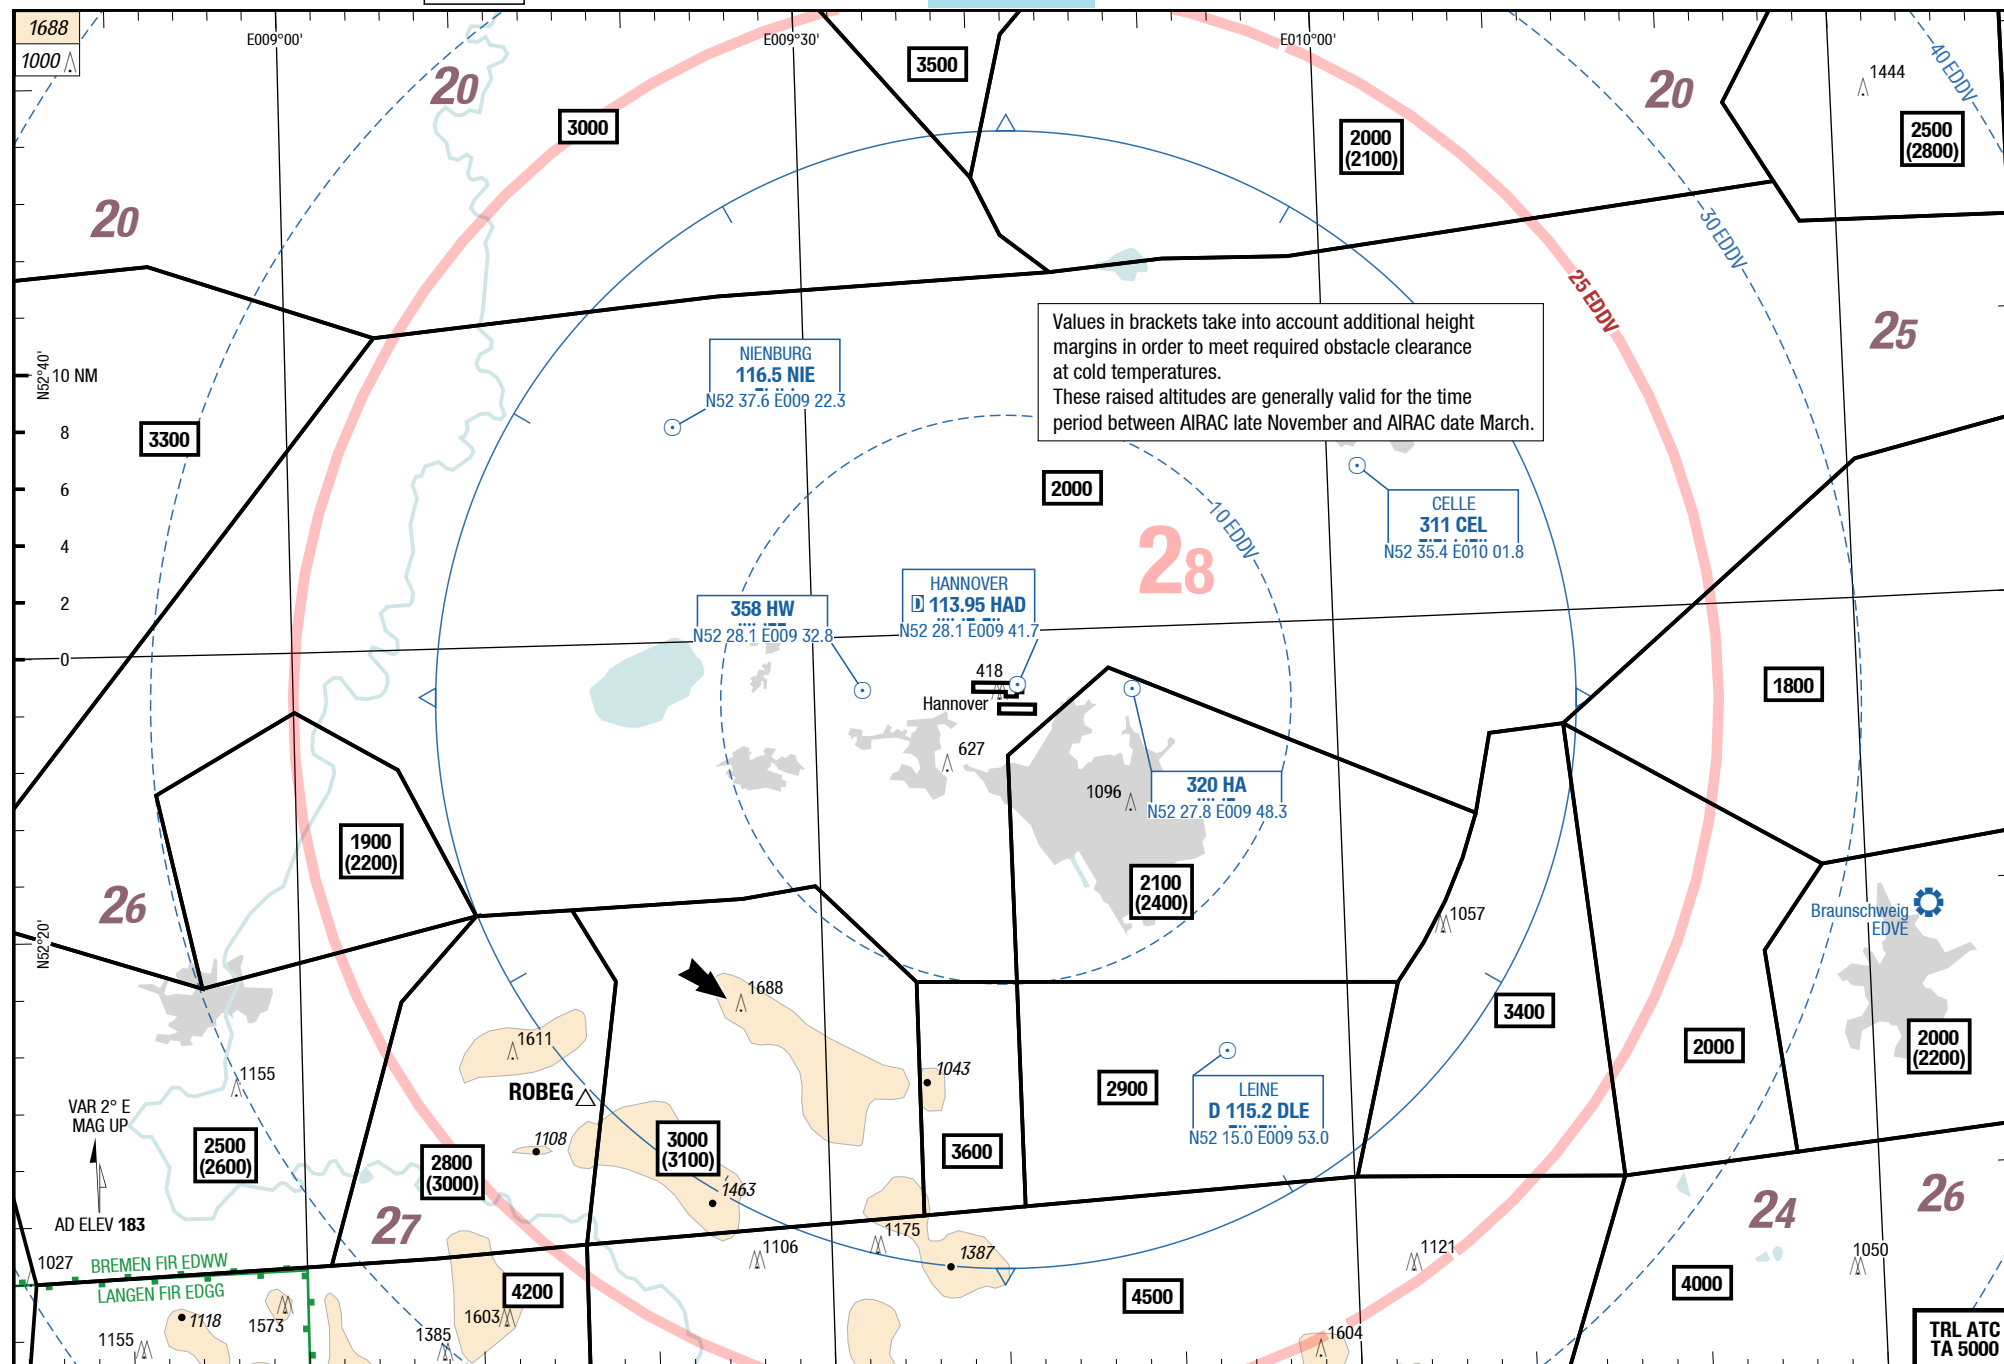 1688
1000
E009°00'
E009°30'
E010°00'
20
3500
20
40 EDDV
1444
3000
2000
(2100)
2500
(2800)
20
30 EDDV
25 EDDV
25
Values in brackets take into account additional height
margins in order to meet required obstacle clearance
at cold temperatures.
These raised altitudes are generally valid for the time
period between AIRAC late November and AIRAC date March.
NIENBURG
116.5 NIE
N52 37.6 E009 22.3
N52°40'
10 NM
8
6
4
2
0
3300
2000
10 EDDV
28
CELLE
311 CEL
N52 35.4 E010 01.8
358 HW
N52 28.1 E009 32.8
HANNOVER
D 113.95 HAD
N52 28.1 E009 41.7
418
Hannover
1800
627
1096
320 HA
N52 27.8 E009 48.3
1900
(2200)
2100
(2400)
26
1057
Braunschweig
EDVE
N52°20'
1688
3400
1611
2000
2000
(2200)
1155
ROBEG
1043
2900
LEINE
D 115.2 DLE
N52 15.0 E009 53.0
VAR 2° E
MAG UP
2500
(2600)
1108
2800
(3000)
3000
(3100)
3600
1463
AD ELEV 183
27
24
26
1175
1106
1387
1121
1050
1027
BREMEN FIR EDWW
LANGEN FIR EDGG
4200
4500
4000
1118
1573
1603
1155
1385
1604
TRL ATC
TA 5000